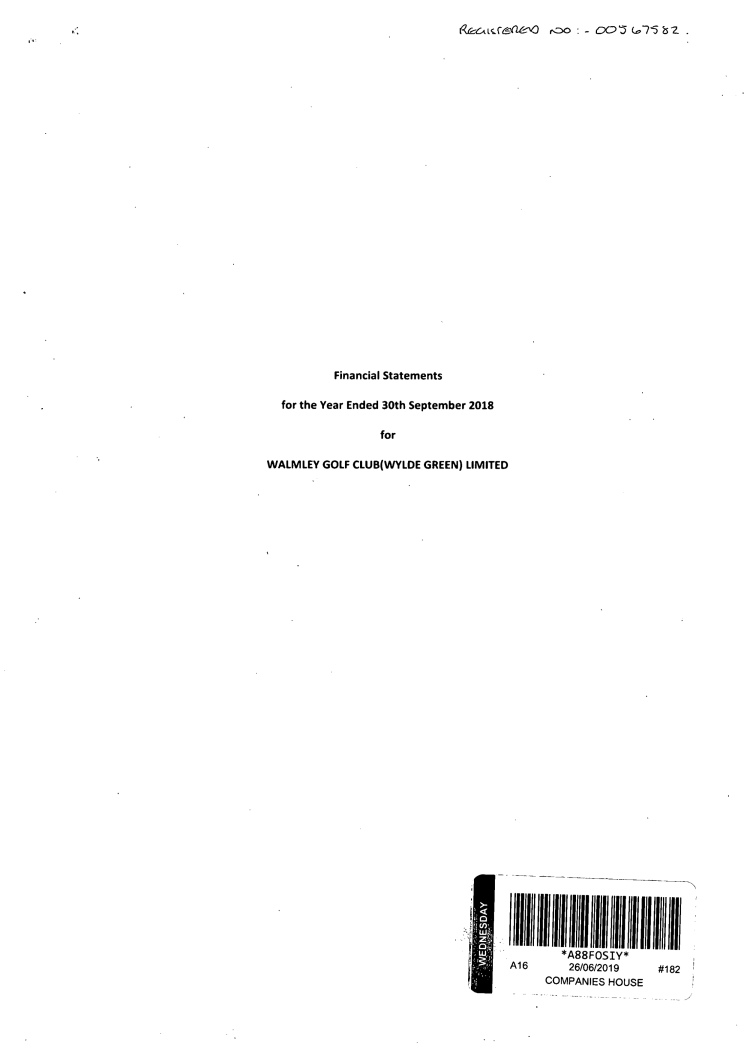 REGISTERED NO :- 00567582.
Financial Statements
for the Year Ended 30th September 2018
for
WALMLEY GOLF CLUB(WYLDE GREEN) LIMITED
WEDNESDAY
*A88FOSIY*
A16 26/06/2019 #182
COMPANIES HOUSE